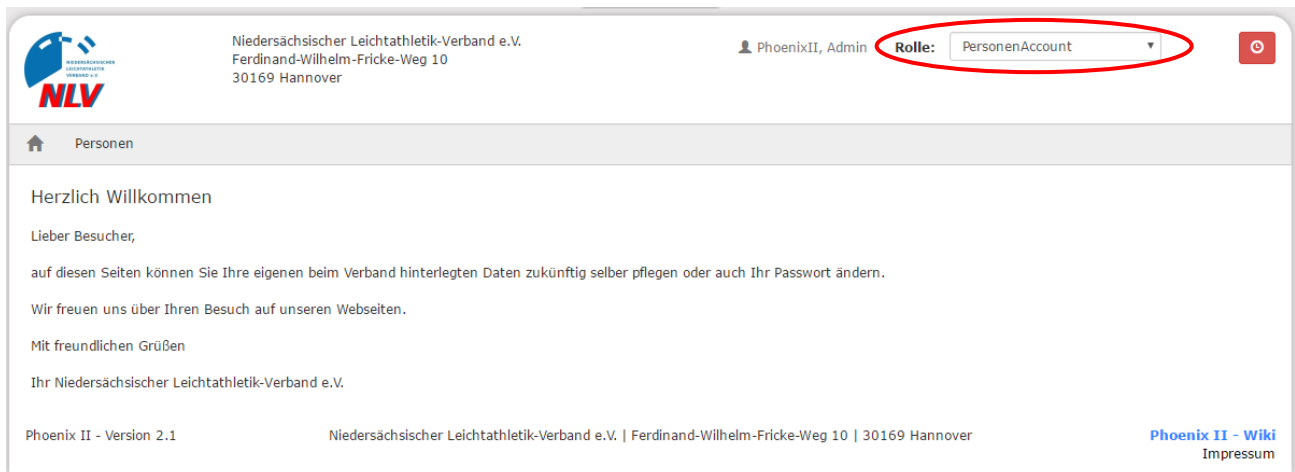 NIEDERSÄCHSISCHER
LEICHTATHLETIK
VERBAND e.V.
NLV
Niedersächsischer Leichtathletik-Verband e.V.
Ferdinand-Wilhelm-Fricke-Weg 10
30169 Hannover
PhoenixII, Admin Rolle: PersonenAccount
Personen
Herzlich Willkommen
Lieber Besucher,
auf diesen Seiten können Sie Ihre eigenen beim Verband hinterlegten Daten zukünftig selber pflegen oder auch Ihr Passwort ändern.
Wir freuen uns über Ihren Besuch auf unseren Webseiten.
Mit freundlichen Grüßen
Ihr Niedersächsischer Leichtathletik-Verband e.V.
Phoenix II - Version 2.1 Niedersächsischer Leichtathletik-Verband e.V. | Ferdinand-Wilhelm-Fricke-Weg 10 | 30169 Hannover Phoenix II - Wiki
Impressum